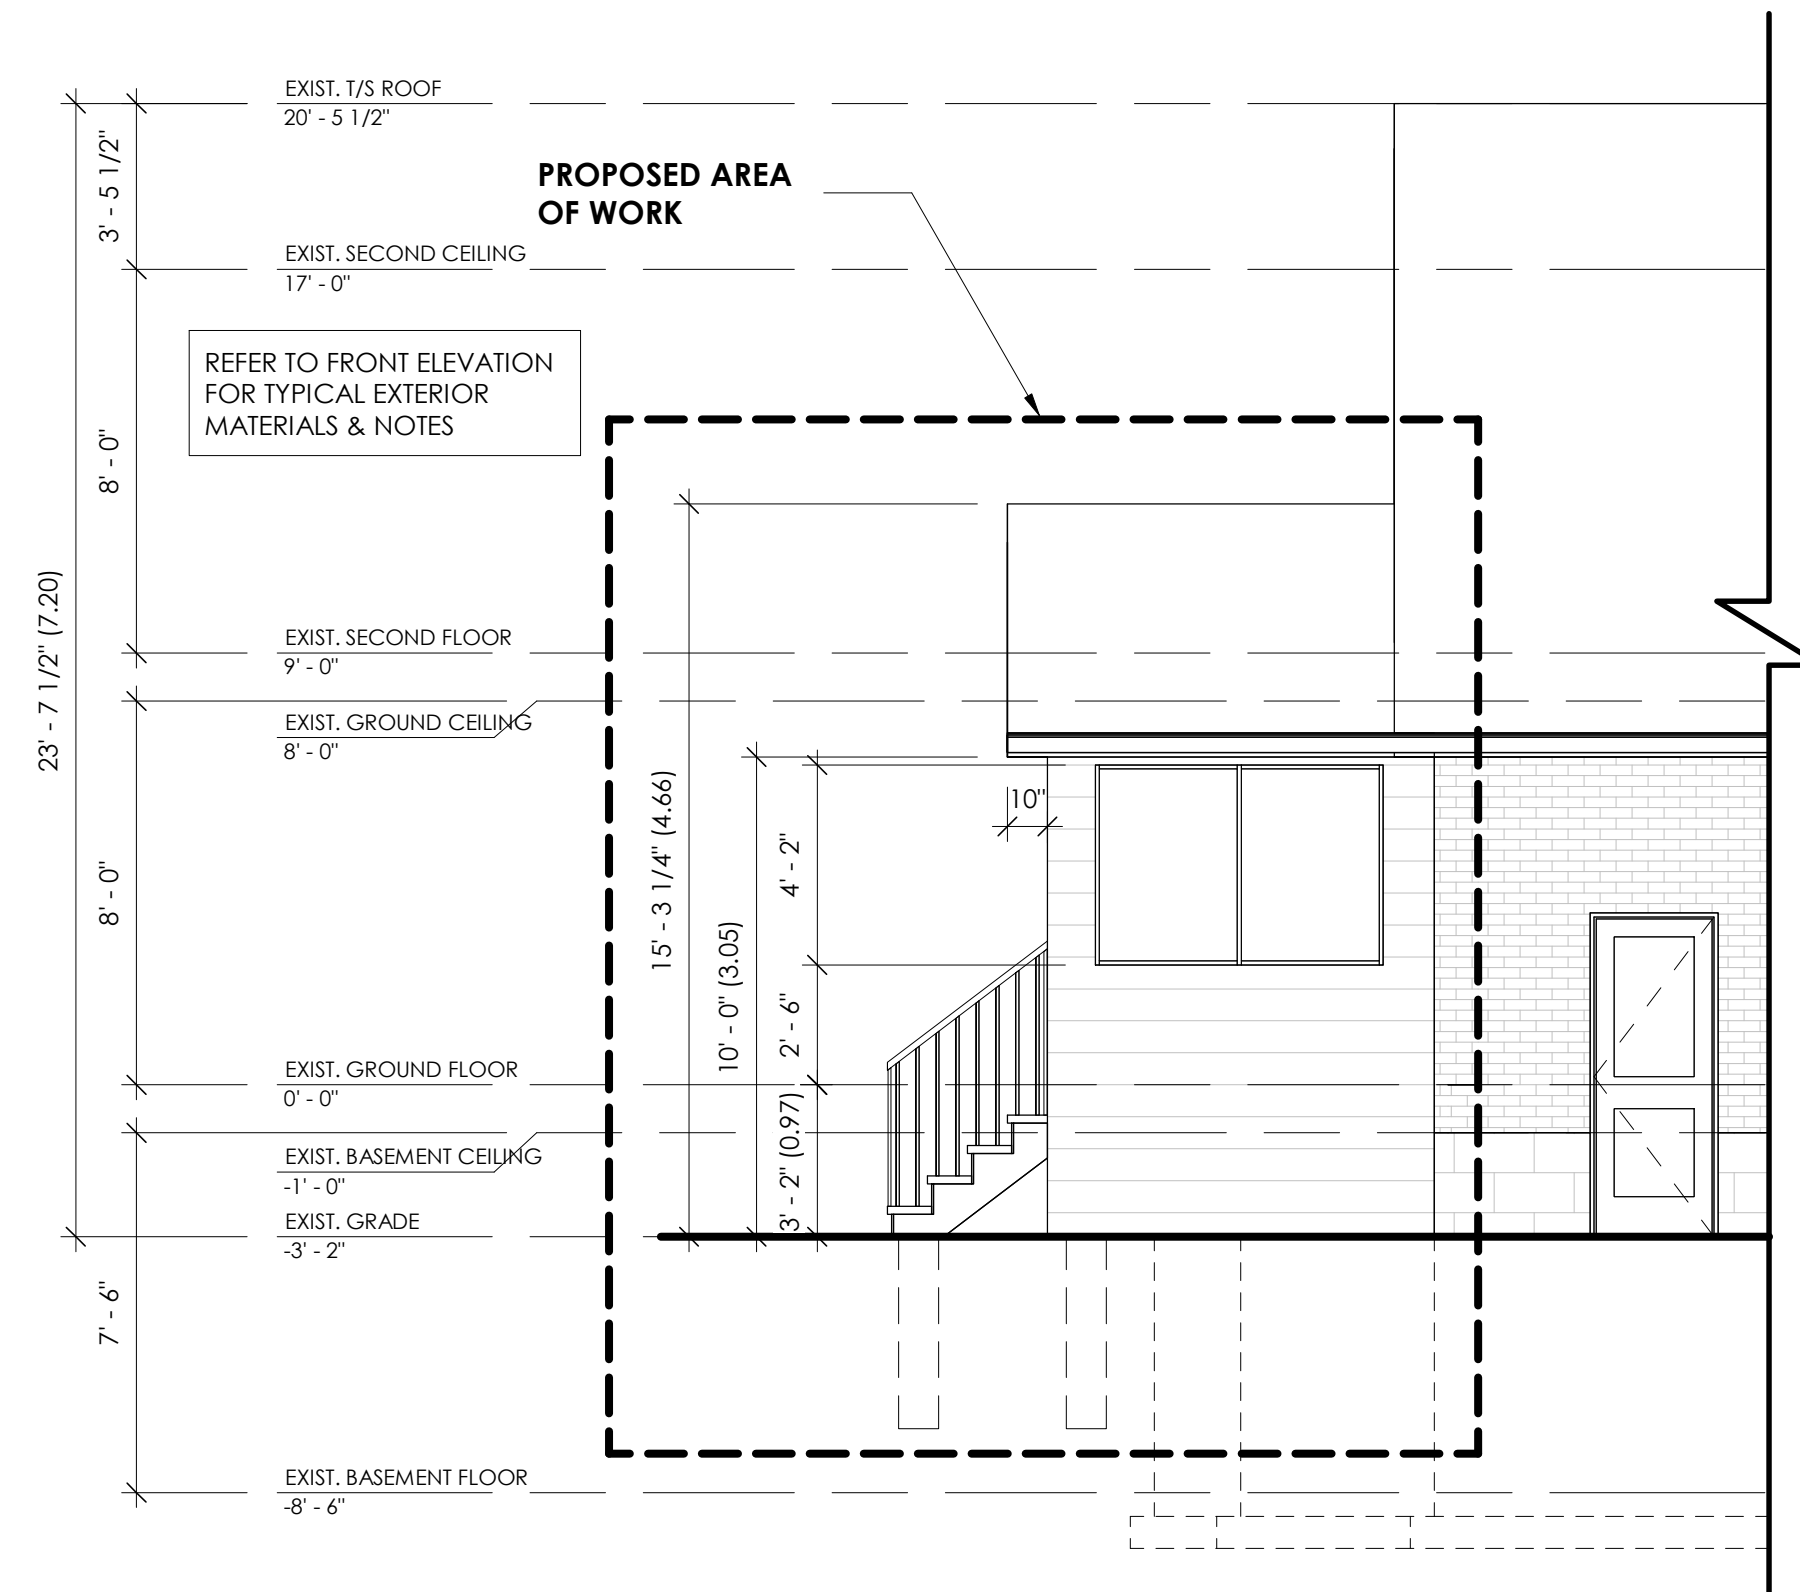 EXIST. T/S ROOF
20' - 5 1/2"
3' - 5 1/2"
PROPOSED AREA
OF WORK
EXIST. SECOND CEILING
17' - 0"
REFER TO FRONT ELEVATION
FOR TYPICAL EXTERIOR
MATERIALS & NOTES
8' - 0"
23' - 7 1/2" (7.20)
EXIST. SECOND FLOOR
9' - 0"
EXIST. GROUND CEILING
8' - 0"
15' - 3 1/4" (4.66)
10"
4' - 2"
8' - 0"
10' - 0" (3.05)
2' - 6"
EXIST. GROUND FLOOR
0' - 0"
3' - 2" (0.97)
EXIST. BASEMENT CEILING
-1' - 0"
EXIST. GRADE
-3' - 2"
7' - 6"
EXIST. BASEMENT FLOOR
-8' - 6"